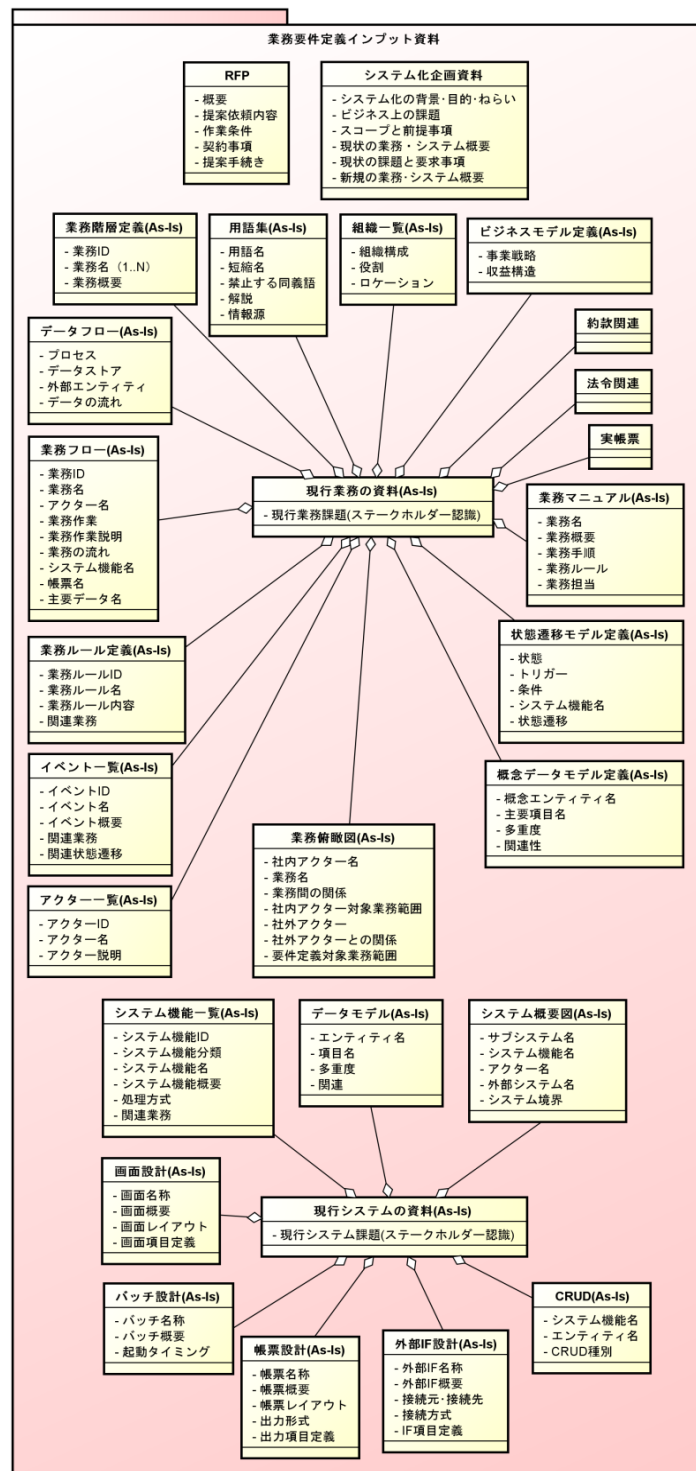 業務要件定義インプット資料
RFP
- 概要
- 提案依頼内容
- 作業条件
- 契約事項
- 提案手続き
システム化企画資料
- システム化の背景･目的･ねらい
- ビジネス上の課題
- スコープと前提事項
- 現状の業務・システム概要
- 現状の課題と要求事項
- 新規の業務･システム概要
業務階層定義(As-Is)
- 業務ID
- 業務名（1..N）
- 業務概要
用語集(As-Is)
- 用語名
- 短縮名
- 禁止する同義語
- 解説
- 情報源
組織一覧(As-Is)
- 組織構成
- 役割
- ロケーション
ビジネスモデル定義(As-Is)
- 事業戦略
- 収益構造
データフロー(As-Is)
- プロセス
- データストア
- 外部エンティティ
- データの流れ
約款関連
法令関連
実帳票
業務フロー(As-Is)
- 業務ID
- 業務名
- アクター名
- 業務作業
- 業務作業説明
- 業務の流れ
- システム機能名
- 帳票名
- 主要データ名
現行業務の資料(As-Is)
- 現行業務課題(ステークホルダー認識)
業務マニュアル(As-Is)
- 業務名
- 業務概要
- 業務手順
- 業務ルール
- 業務担当
業務ルール定義(As-Is)
- 業務ルールID
- 業務ルール名
- 業務ルール内容
- 関連業務
状態遷移モデル定義(As-Is)
- 状態
- トリガー
- 条件
- システム機能名
- 状態遷移
イベント一覧(As-Is)
- イベントID
- イベント名
- イベント概要
- 関連業務
- 関連状態遷移
概念データモデル定義(As-Is)
- 概念エンティティ名
- 主要項目名
- 多重度
- 関連性
業務俯瞰図(As-Is)
- 社内アクター名
- 業務名
- 業務間の関係
- 社内アクター対象業務範囲
- 社外アクター
- 社外アクターとの関係
- 要件定義対象業務範囲
アクター一覧(As-Is)
- アクターID
- アクター名
- アクター説明
システム機能一覧(As-Is)
- システム機能ID
- システム機能分類
- システム機能名
- システム機能概要
- 処理方式
- 関連業務
データモデル(As-Is)
- エンティティ名
- 項目名
- 多重度
- 関連
システム概要図(As-Is)
- サブシステム名
- システム機能名
- アクター名
- 外部システム名
- システム境界
画面設計(As-Is)
- 画面名称
- 画面概要
- 画面レイアウト
- 画面項目定義
現行システムの資料(As-Is)
- 現行システム課題(ステークホルダー認識)
バッチ設計(As-Is)
- バッチ名称
- バッチ概要
- 起動タイミング
帳票設計(As-Is)
- 帳票名称
- 帳票概要
- 帳票レイアウト
- 出力形式
- 出力項目定義
外部IF設計(As-Is)
- 外部IF名称
- 外部IF概要
- 接続元･接続先
- 接続方式
- IF項目定義
CRUD(As-Is)
- システム機能名
- エンティティ名
- CRUD種別